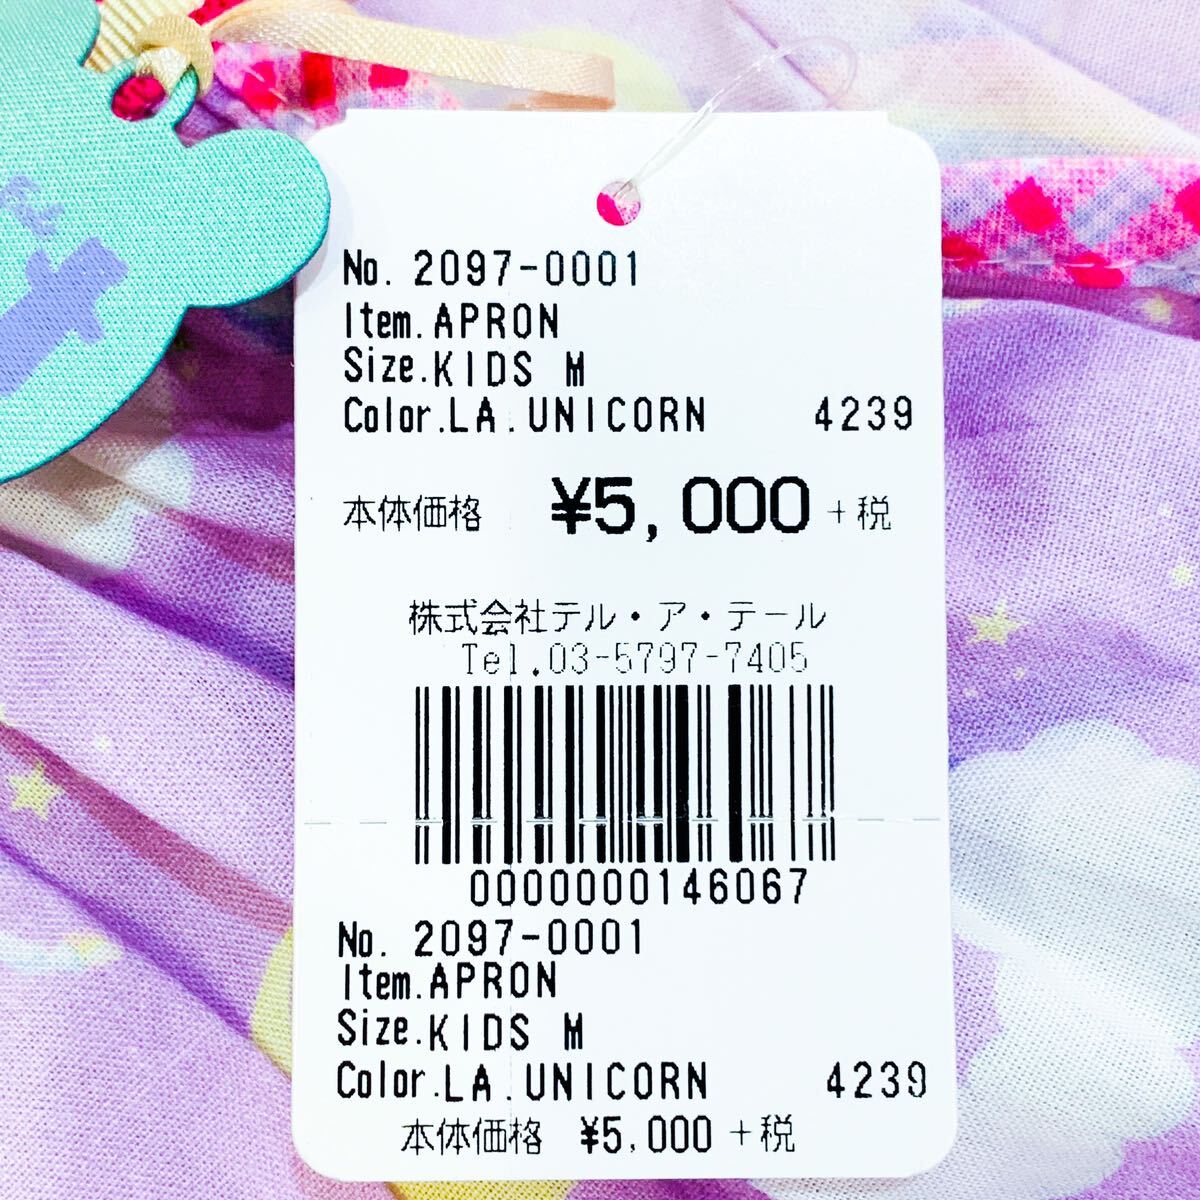 No. 2097-0001
Item.APRON
Size.KIDS M
Color.LA.UNICORN 4239
本体価格 ¥5,000 +税
株式会社テル・ア・テール
Tel.03-5797-7405
0000000146067
No. 2097-0001
Item.APRON
Size.KIDS M
Color.LA.UNICORN 4239
本体価格 ¥5,000 +税